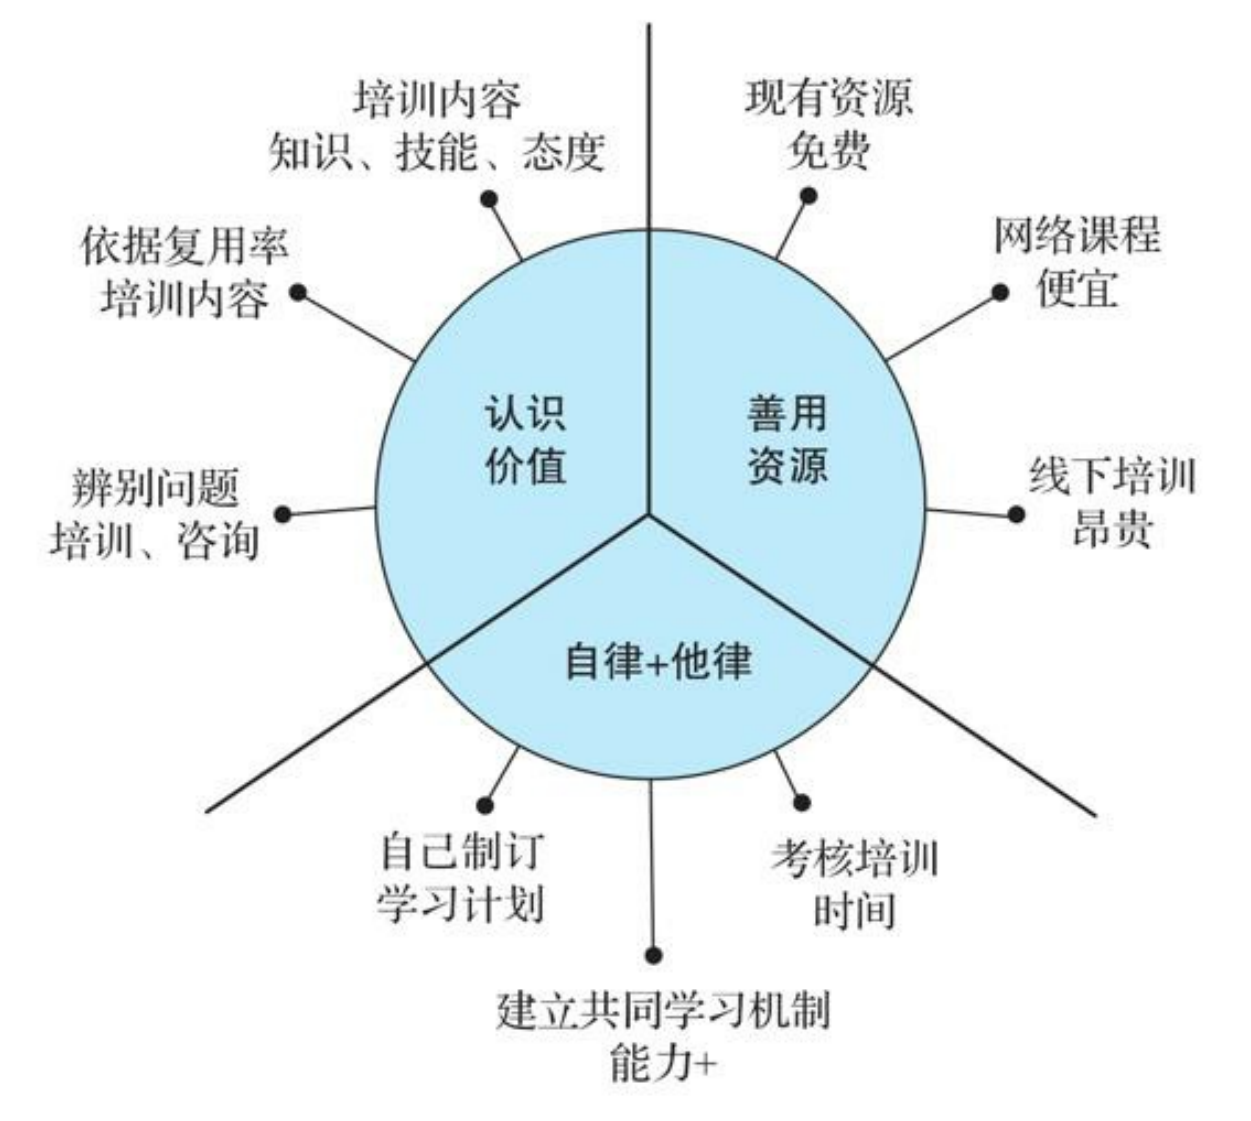 培训内容
知识、技能、态度
现有资源
免费
依据复用率
培训内容
网络课程
便宜
认识
价值
善用
资源
辨别问题
培训、咨询
线下培训
昂贵
自律+他律
自己制订
学习计划
考核培训
时间
建立共同学习机制
能力+